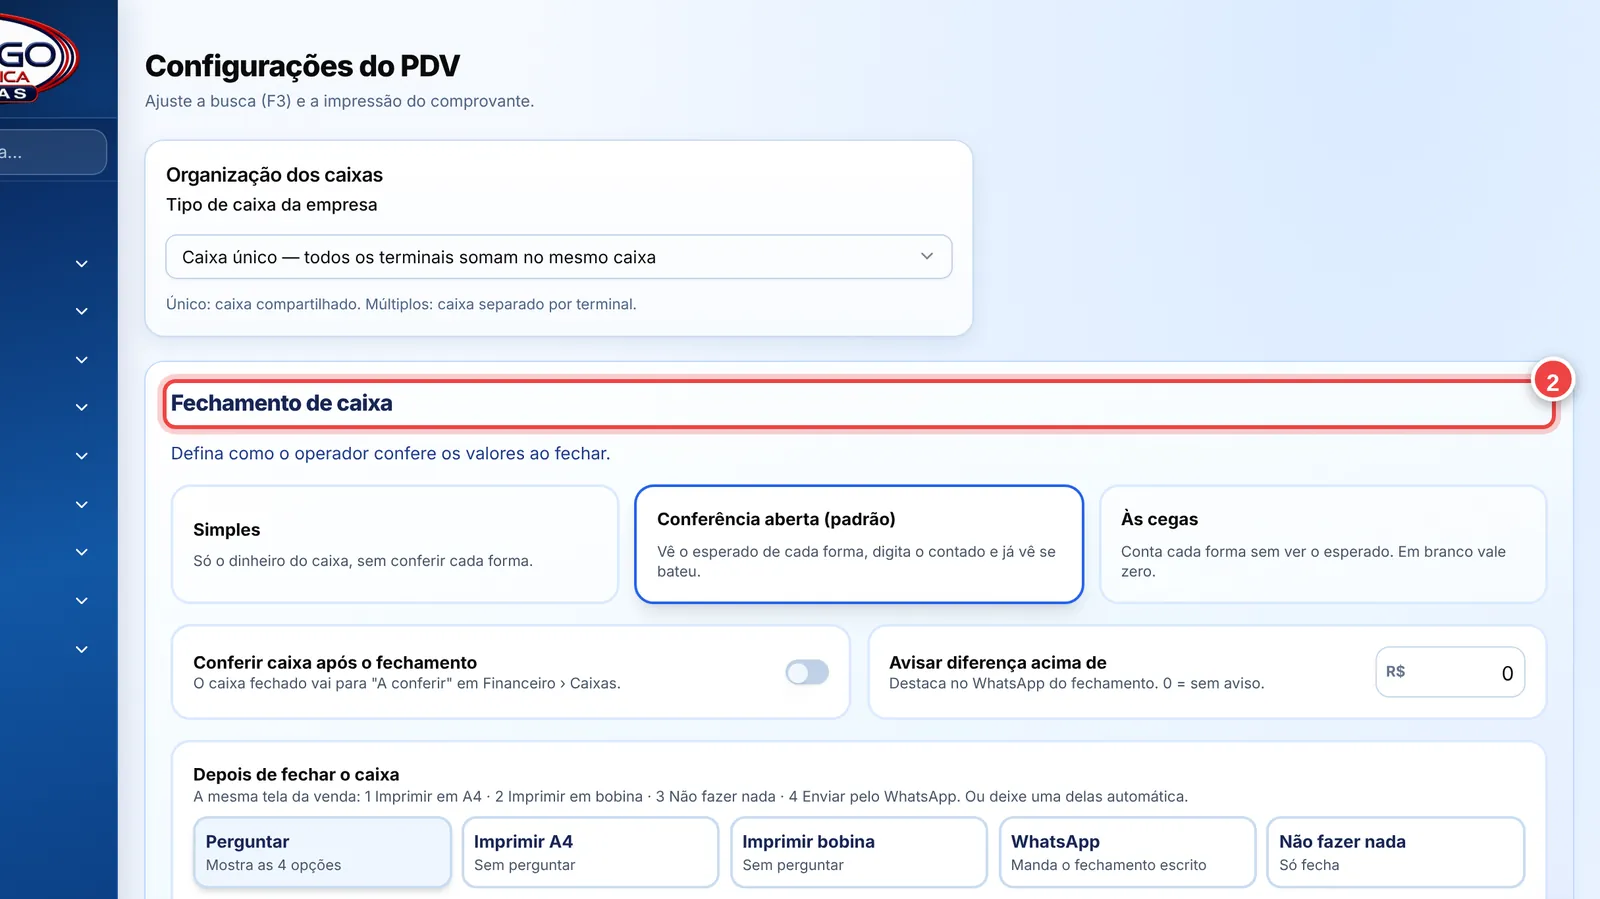 GO
ICA
AS
a...
Configurações do PDV
Ajuste a busca (F3) e a impressão do comprovante.
Organização dos caixas
Tipo de caixa da empresa
Caixa único — todos os terminais somam no mesmo caixa
Único: caixa compartilhado. Múltiplos: caixa separado por terminal.
2
Fechamento de caixa
Defina como o operador confere os valores ao fechar.
Simples
Só o dinheiro do caixa, sem conferir cada forma.
Conferência aberta (padrão)
Vê o esperado de cada forma, digita o contado e já vê se
bateu.
Às cegas
Conta cada forma sem ver o esperado. Em branco vale
zero.
Conferir caixa após o fechamento
O caixa fechado vai para "A conferir" em Financeiro › Caixas.
Avisar diferença acima de
Destaca no WhatsApp do fechamento. 0 = sem aviso.
R$ 0
Depois de fechar o caixa
A mesma tela da venda: 1 Imprimir em A4 · 2 Imprimir em bobina · 3 Não fazer nada · 4 Enviar pelo WhatsApp. Ou deixe uma delas automática.
Perguntar
Mostra as 4 opções
Imprimir A4
Sem perguntar
Imprimir bobina
Sem perguntar
WhatsApp
Manda o fechamento escrito
Não fazer nada
Só fecha